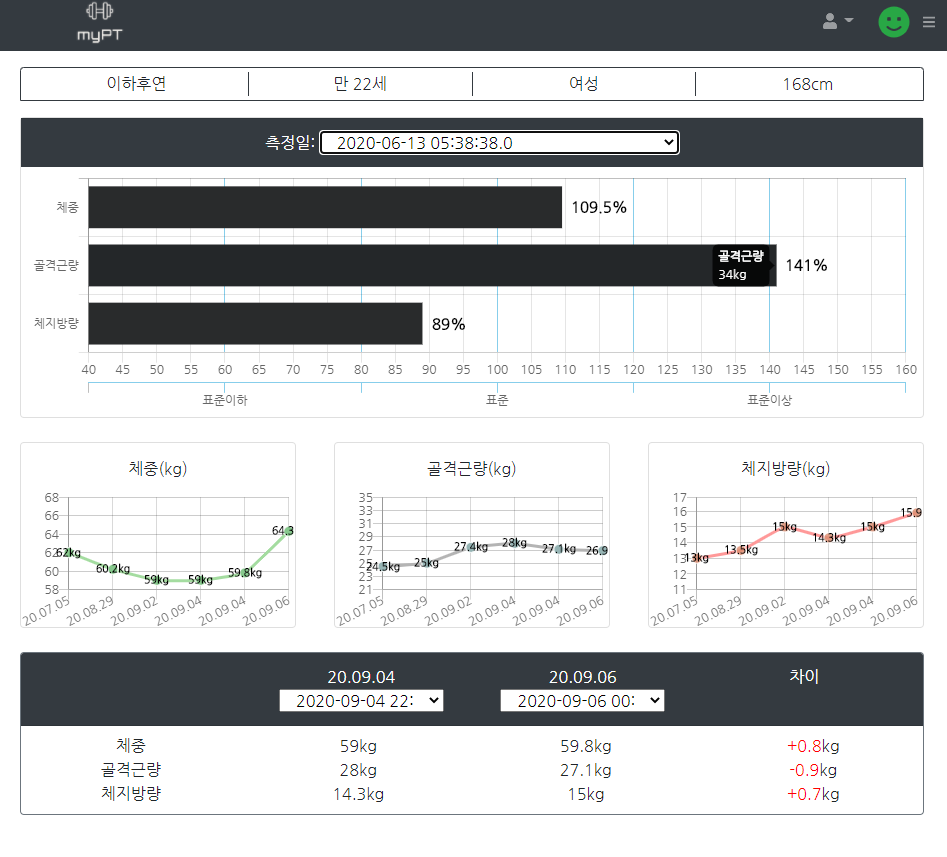 myPT
이하후연 만 22세 여성 168cm
측정일: 2020-06-13 05:38:38.0
체중 109.5%
골격근량 골격근량 34kg 141%
체지방량 89%
40 45 50 55 60 65 70 75 80 85 90 95 100 105 110 115 120 125 130 135 140 145 150 155 160
표준이하 표준 표준이상
체중(kg)
68
66
64
62
60
58
62kg 60.2kg 59kg 59kg 59.8kg 64.3
20.07.05 20.08.29 20.09.02 20.09.04 20.09.04 20.09.06
골격근량(kg)
35
33
31
29
27
25
23
21
24.5kg 25kg 27.4kg 28kg 27.1kg 26.9
20.07.05 20.08.29 20.09.02 20.09.04 20.09.04 20.09.06
체지방량(kg)
17
16
15
14
13
12
11
13kg 13.5kg 15kg 14.3kg 15kg 15.9
20.07.05 20.08.29 20.09.02 20.09.04 20.09.04 20.09.06
20.09.04 20.09.06 차이
2020-09-04 22: 2020-09-06 00:
체중 59kg 59.8kg +0.8kg
골격근량 28kg 27.1kg -0.9kg
체지방량 14.3kg 15kg +0.7kg